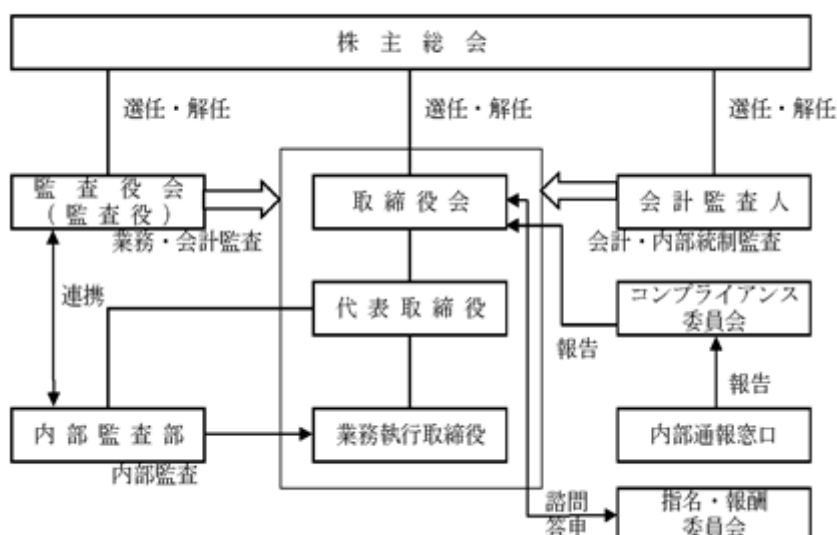 株主総会
選任・解任
選任・解任
選任・解任
監査役会
(監査役)
取締役会
会計監査人
業務・会計監査
会計・内部統制監査
連携
代表取締役
コンプライアンス
委員会
報告
報告
内部監査部
業務執行取締役
内部通報窓口
内部監査
諮問
答申
指名・報酬
委員会